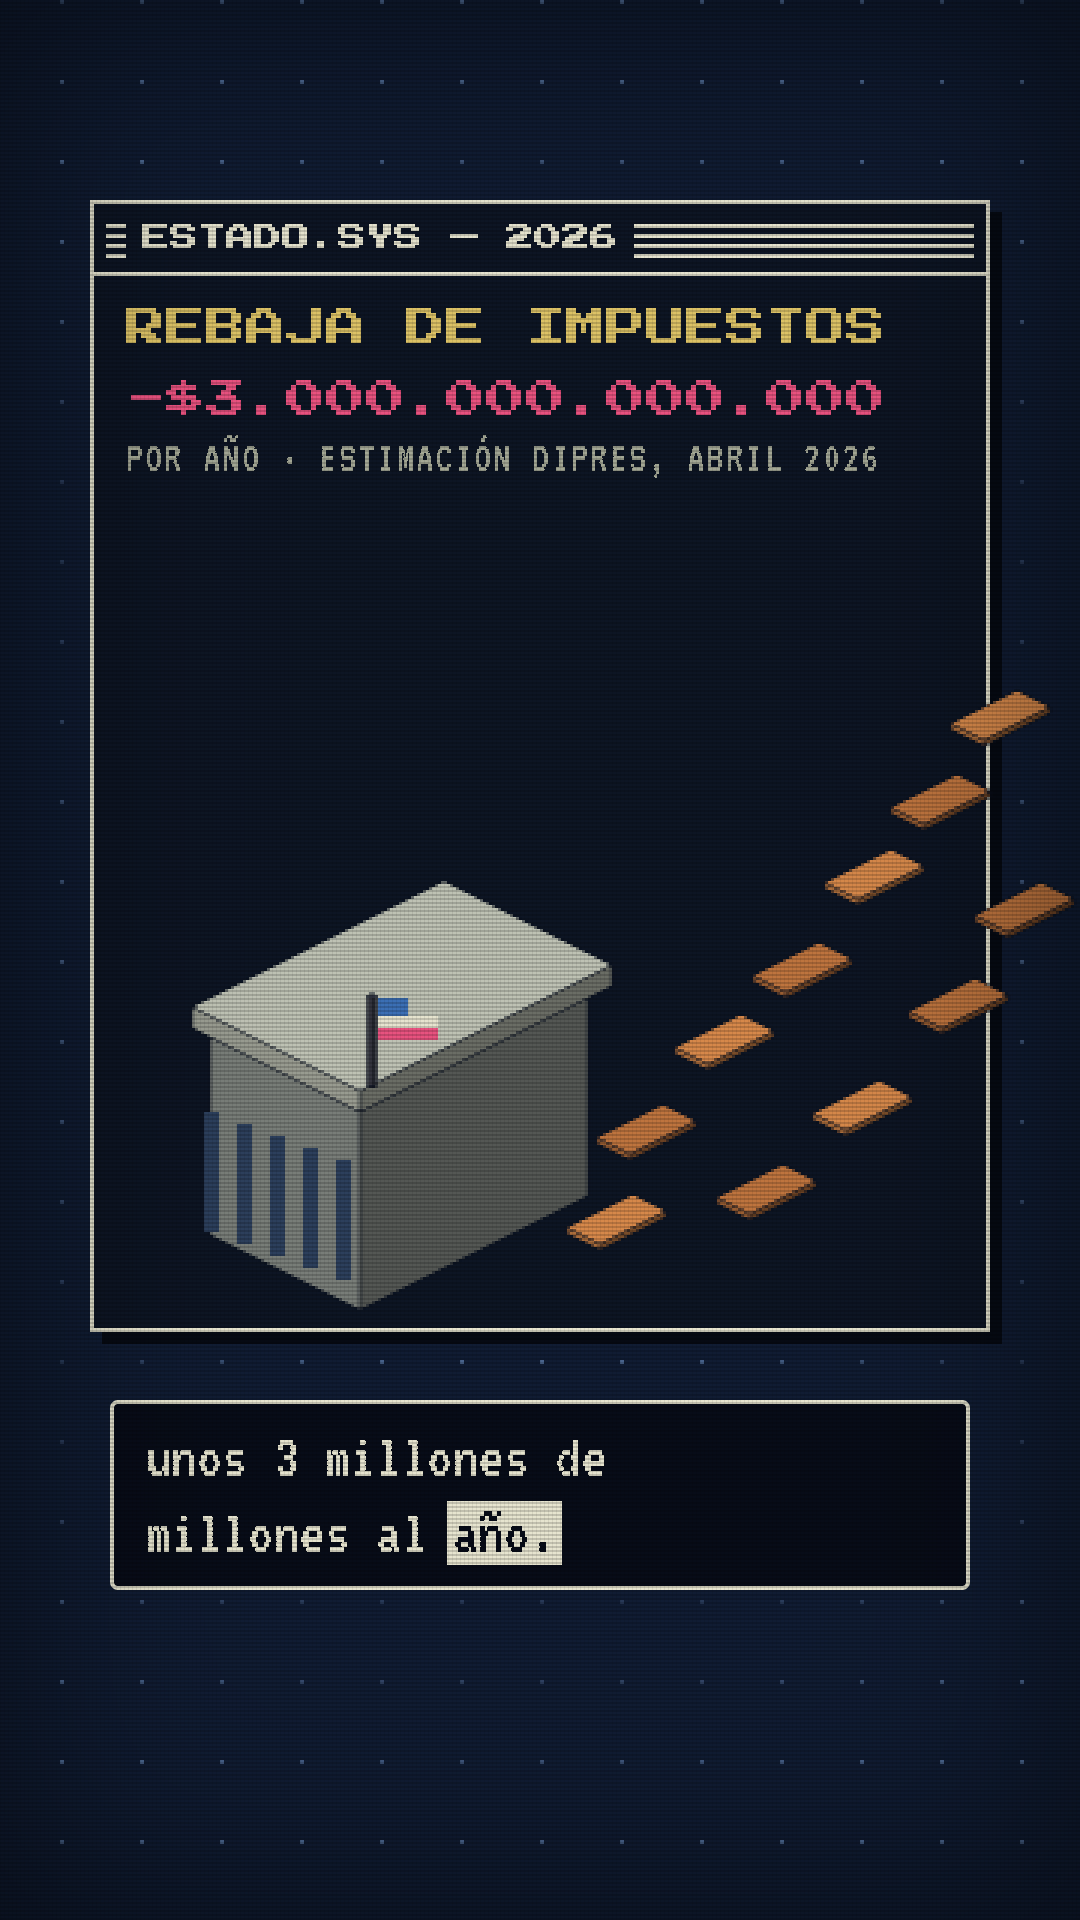 ESTADO.SYS — 2026
REBAJA DE IMPUESTOS
—$3.000.000.000.000
POR AÑO · ESTIMACIÓN DIPRES, ABRIL 2026
unos 3 millones de
millones al año.